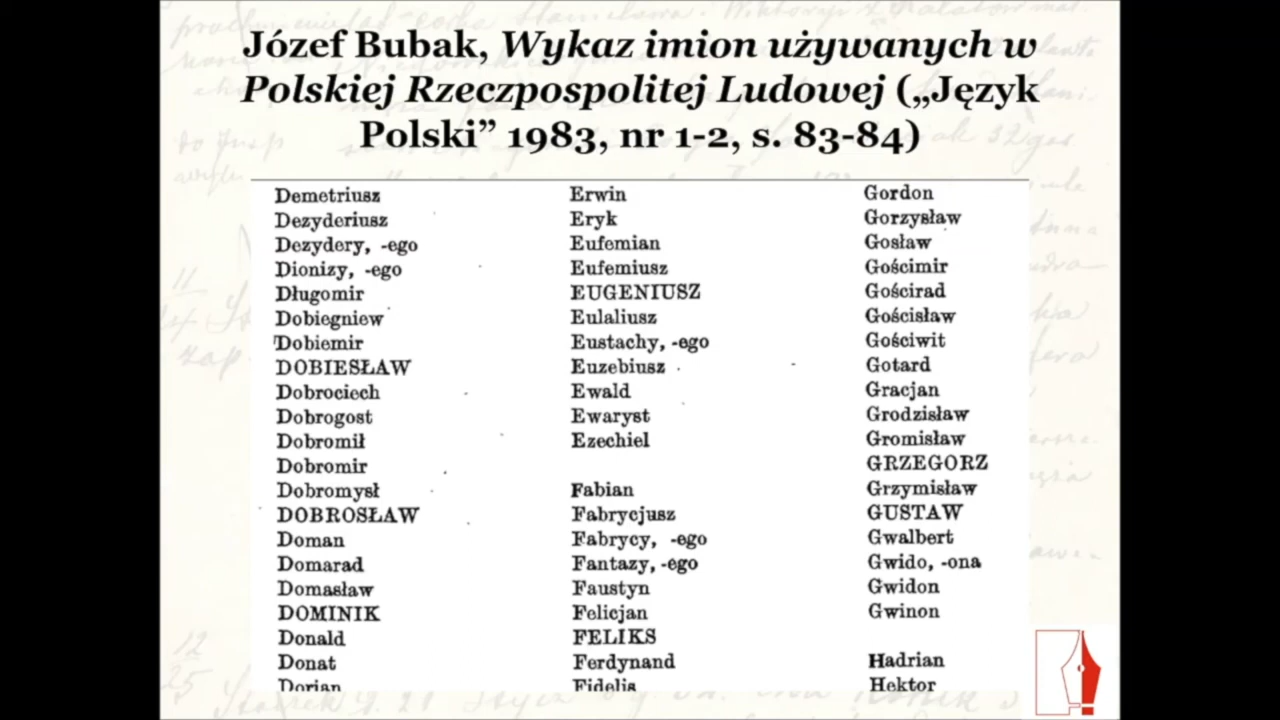 Józef Bubak, Wykaz imion używanych w
Polskiej Rzeczpospolitej Ludowej („Język
Polski” 1983, nr 1-2, s. 83-84)
Demetriusz
Dezyderiusz
Dezydery, -ego
Dionizy, -ego
Długomir
Dobiegniew
Dobiemir
DOBIESŁAW
Dobrociech
Dobrogost
Dobromił
Dobromir
Dobromysł
DOBROSŁAW
Doman
Domarad
Domasław
DOMINIK
Donald
Donat
Dorian
Erwin
Eryk
Eufemian
Eufemiusz
EUGENIUSZ
Eulaliusz
Eustachy, -ego
Euzebiusz
Ewald
Ewaryst
Ezechiel
Fabian
Fabrycjusz
Fabrycy, -ego
Fantazy, -ego
Faustyn
Felicjan
FELIKS
Ferdynand
Fidelis
Gordon
Gorzysław
Gosław
Gościmir
Gościrad
Gościsław
Gościwit
Gotard
Gracjan
Grodzisław
Gromisław
GRZEGORZ
Grzymisław
GUSTAW
Gwalbert
Gwido, -ona
Gwidon
Gwinon
Hadrian
Hektor